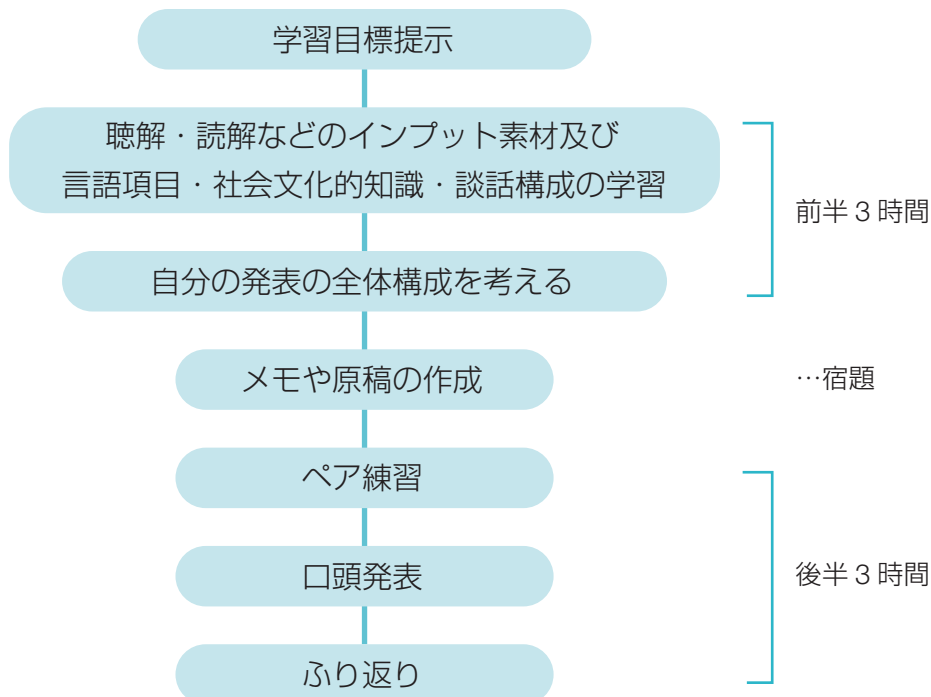 学習目標提示
聴解・読解などのインプット素材及び
言語項目・社会文化的知識・談話構成の学習
前半３時間
自分の発表の全体構成を考える
メモや原稿の作成
…宿題
ペア練習
口頭発表
後半３時間
ふり返り